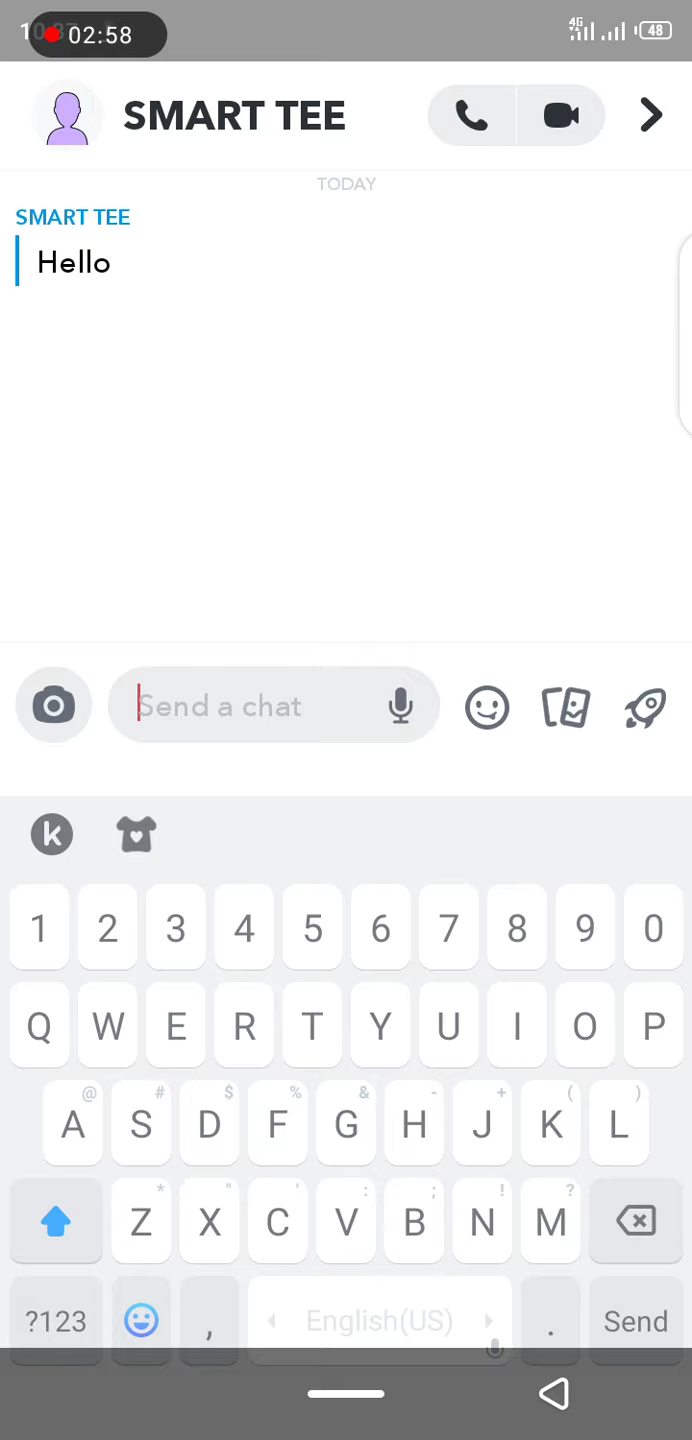 02:58
4G
48
SMART TEE
TODAY
SMART TEE
Hello
Send a chat
k
1 2 3 4 5 6 7 8 9 0
Q W E R T Y U I O P
@ # $ % & - + ( )
A S D F G H J K L
* " ' : ; ! ?
Z X C V B N M
?123 , English(US) . Send